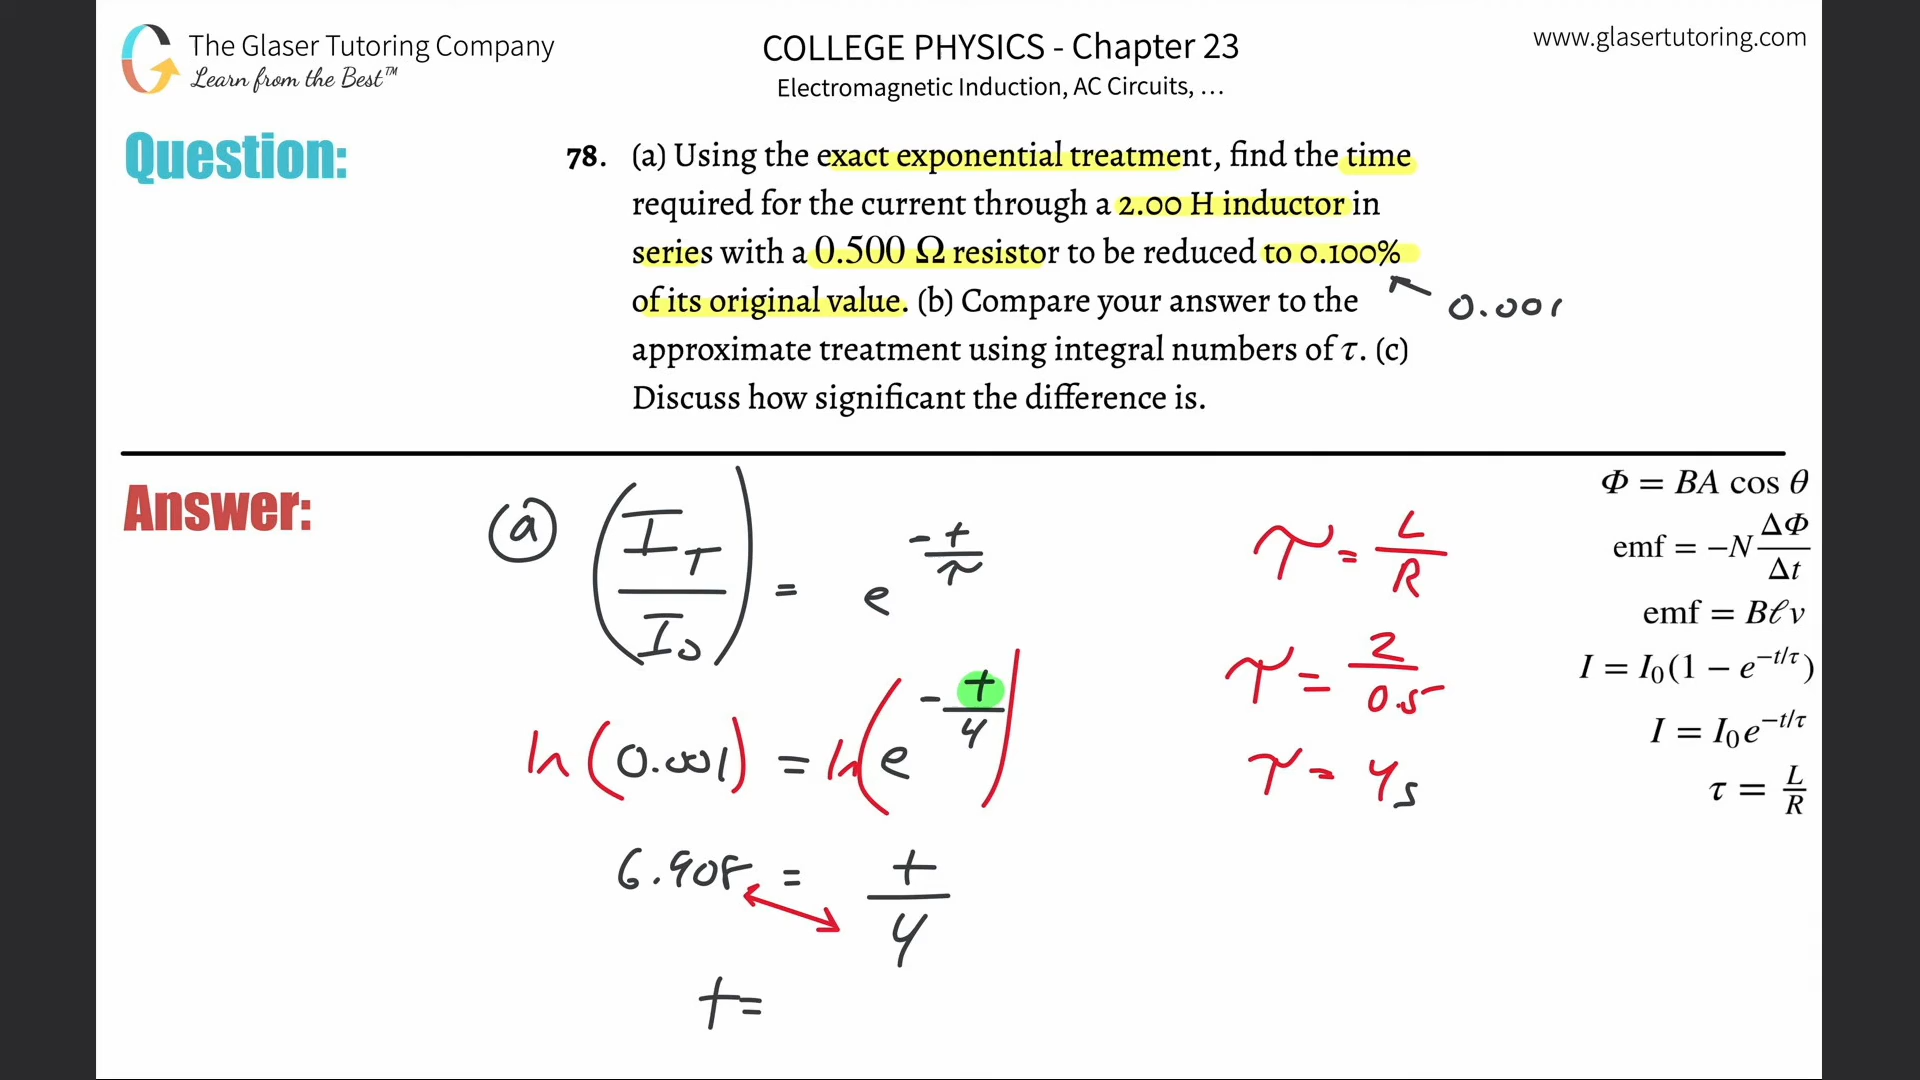 The Glaser Tutoring Company
Learn from the Best™
COLLEGE PHYSICS - Chapter 23
Electromagnetic Induction, AC Circuits, ...
www.glasertutoring.com
Question:
78. (a) Using the exact exponential treatment, find the time
required for the current through a 2.00 H inductor in
series with a 0.500 Ω resistor to be reduced to 0.100%
of its original value. (b) Compare your answer to the
approximate treatment using integral numbers of τ. (c)
Discuss how significant the difference is.
0.001
Answer:
(a) (I_T / I_0) = e^(-t/τ)
ln(0.001) = ln(e^(-t/4))
6.908 = t/4
t=
τ = L/R
τ = 2/0.5
τ = 4s
Φ = BA cos θ
emf = −N ΔΦ/Δt
emf = Bℓv
I = I₀(1 − e^(−t/τ))
I = I₀e^(−t/τ)
τ = L/R